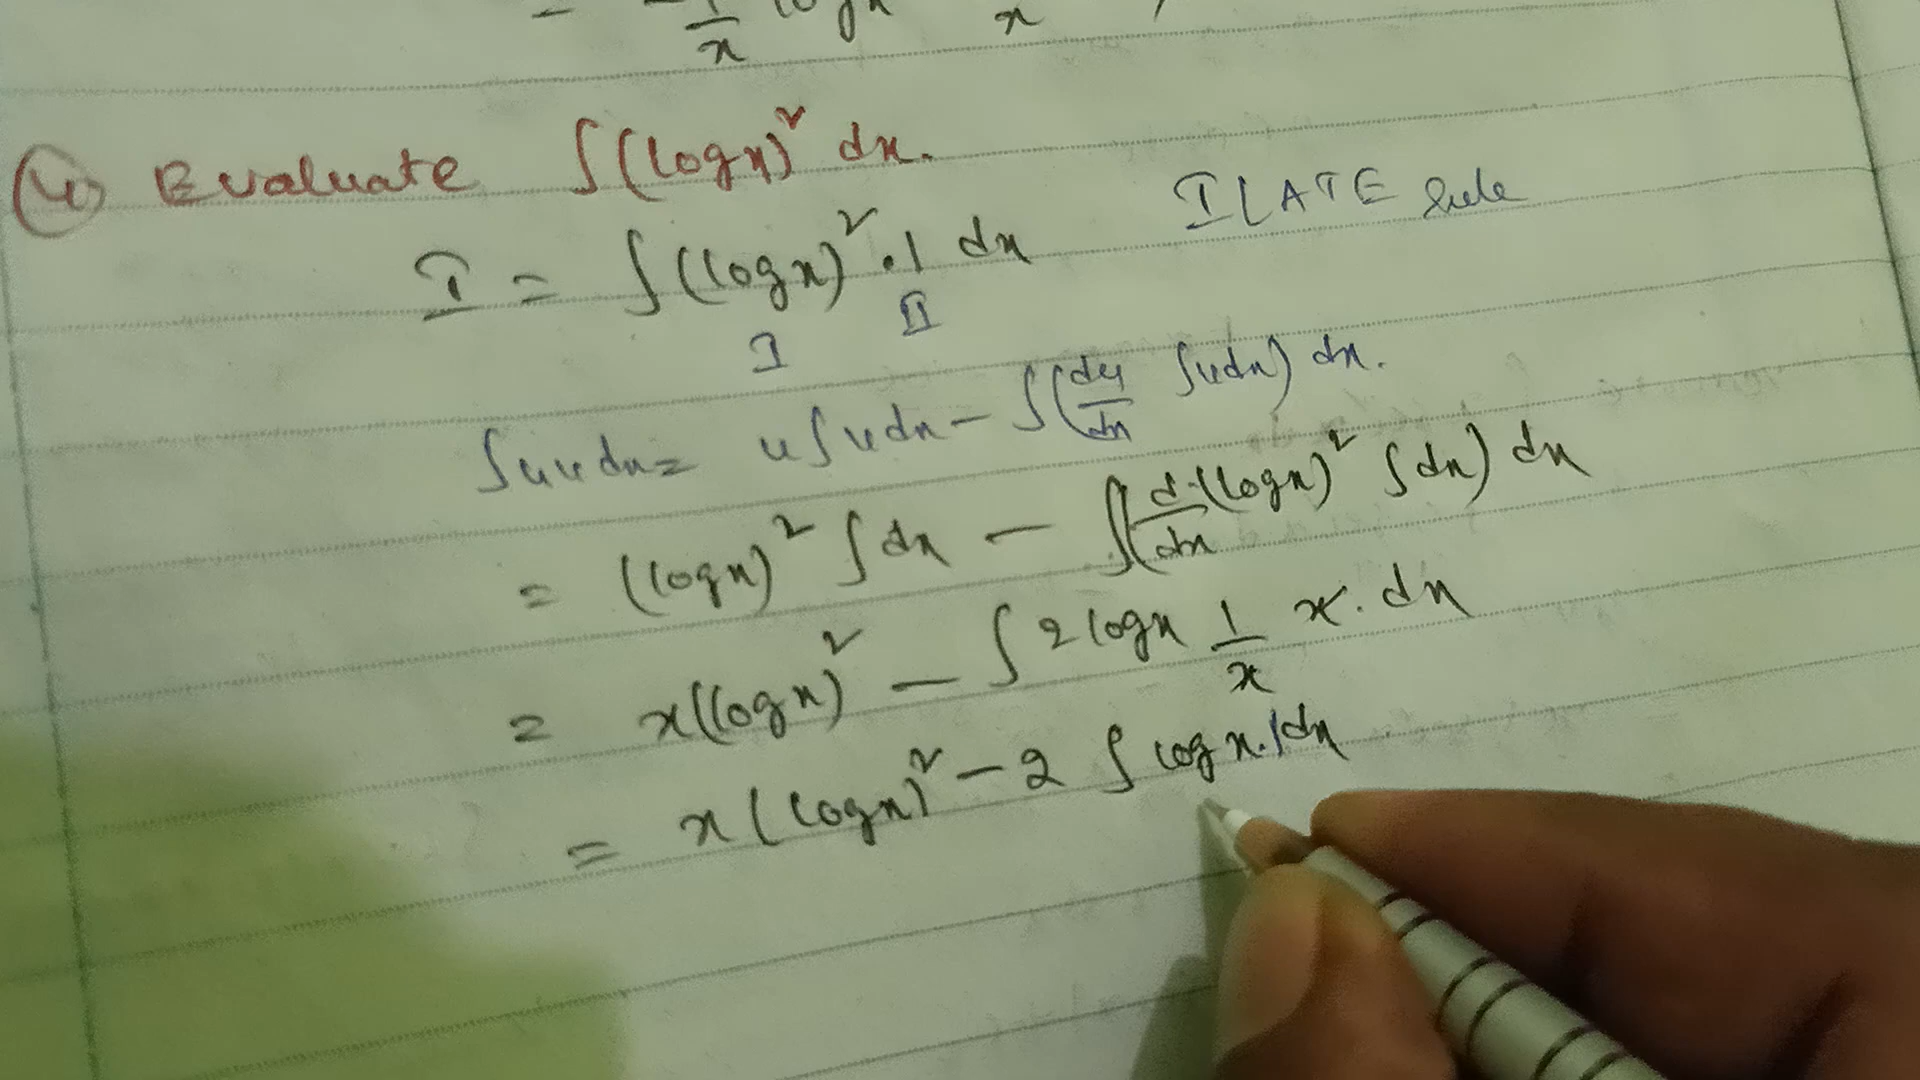 = - 1/x log x x
(4) Evaluate ∫(log x)² dx.
I = ∫(log x)² . 1 dx ILATE rule
I II
∫uv dx = u∫v dx - ∫(du/dx ∫v dx) dx.
= (log x)² ∫dx - ∫(d/dx (log x)² ∫dx) dx
= x(log x)² - ∫ 2 log x 1/x x . dx
= x(log x)² - 2 ∫ log x . 1 dx